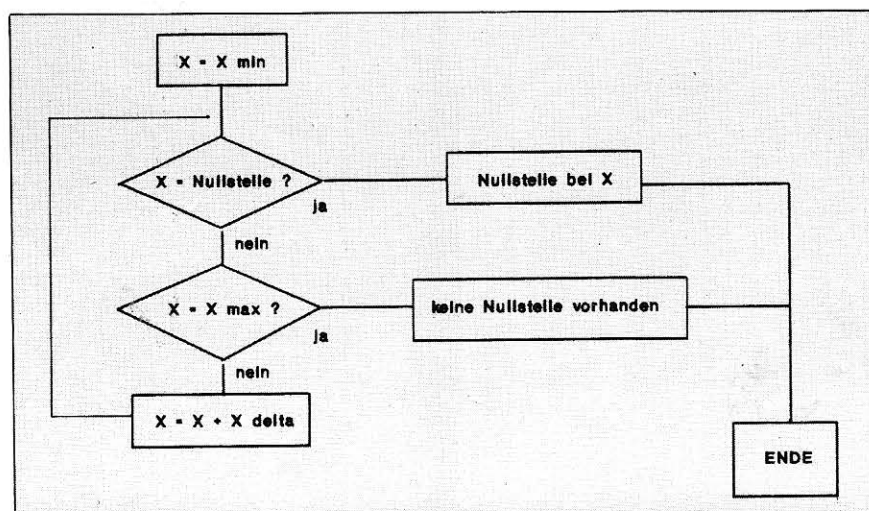 X = X min
X = Nullstelle ?
ja
Nullstelle bei X
nein
X = X max ?
ja
keine Nullstelle vorhanden
nein
X = X + X delta
ENDE